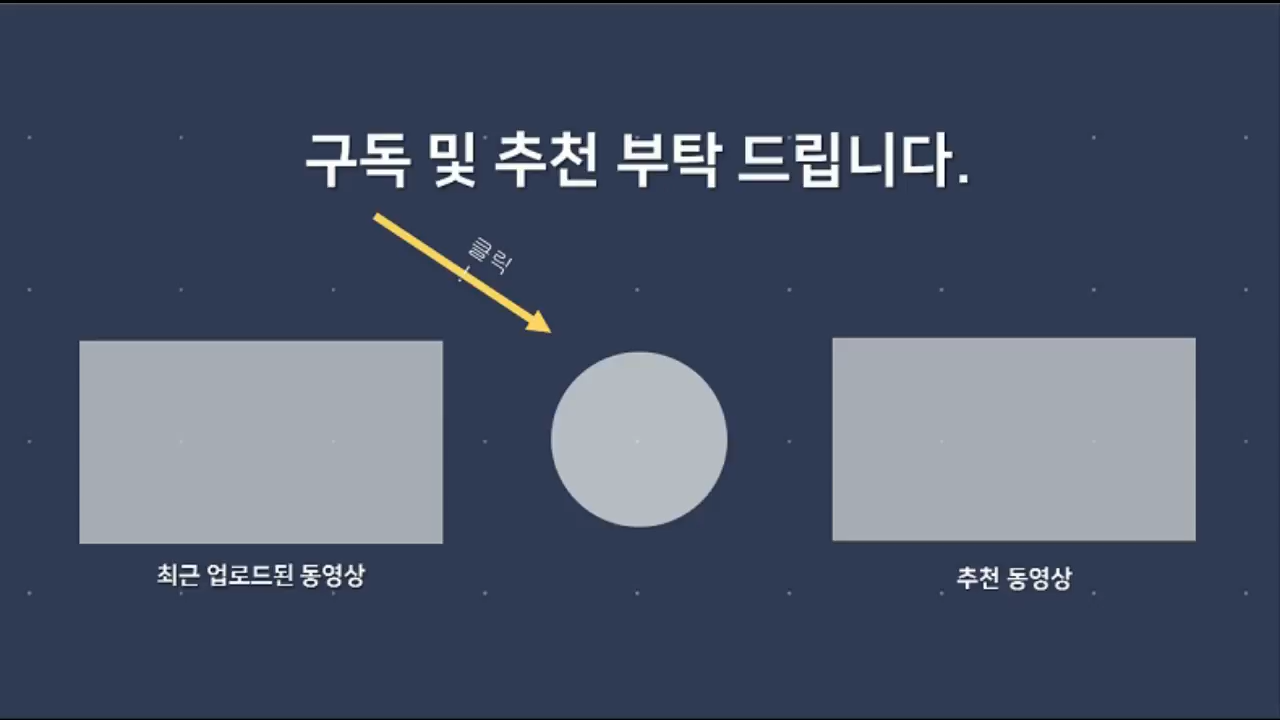 구독 및 추천 부탁 드립니다.
클릭
!
최근 업로드된 동영상
추천 동영상